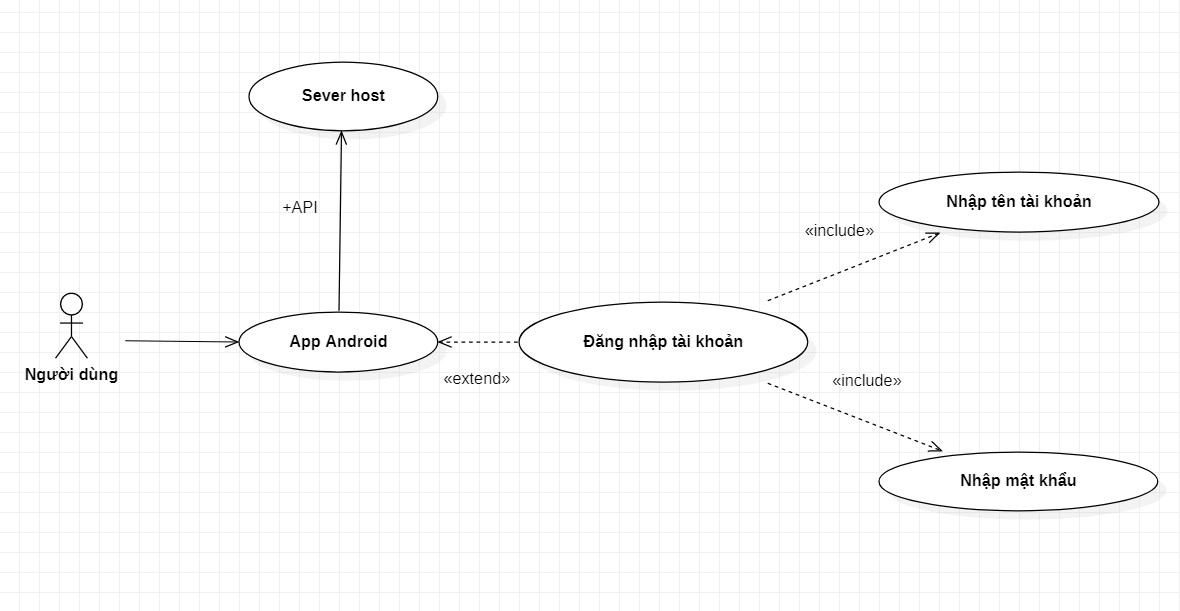 Sever host
Nhập tên tài khoản
+API
«include»
App Android
Đăng nhập tài khoản
Người dùng
«extend»
«include»
Nhập mật khẩu